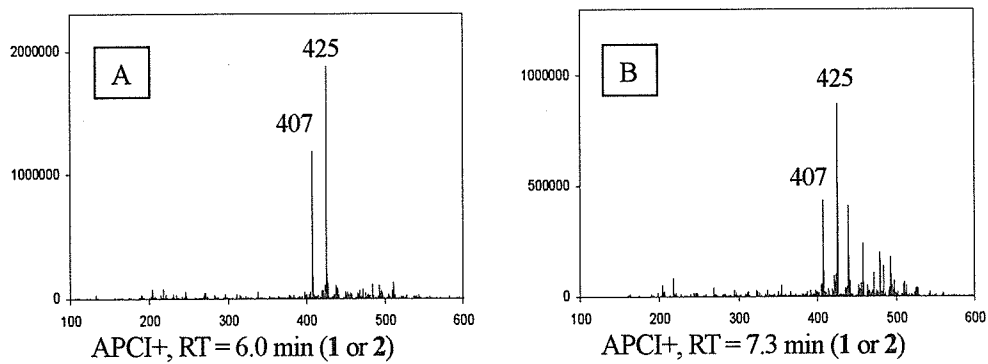 2000000
1000000
0
A
425
407
100 200 300 400 500 600
APCI+, RT = 6.0 min (1 or 2)
1000000
500000
0
B
425
407
100 200 300 400 500 600
APCI+, RT = 7.3 min (1 or 2)